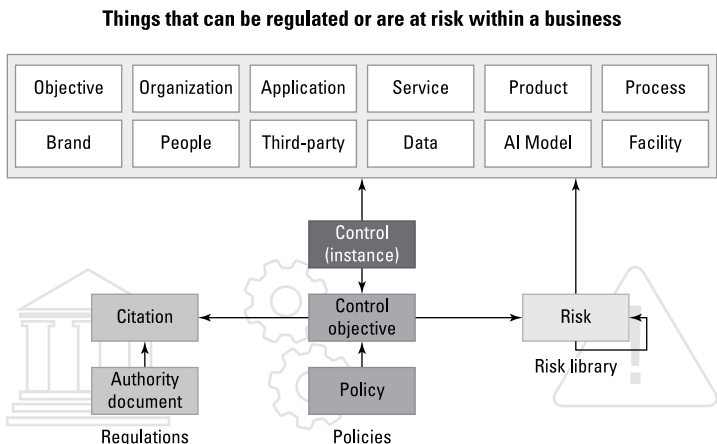 Things that can be regulated or are at risk within a business
Objective
Organization
Application
Service
Product
Process
Brand
People
Third-party
Data
AI Model
Facility
Control
(instance)
Citation
Control
objective
Risk
Risk library
Authority
document
Policy
Regulations
Policies